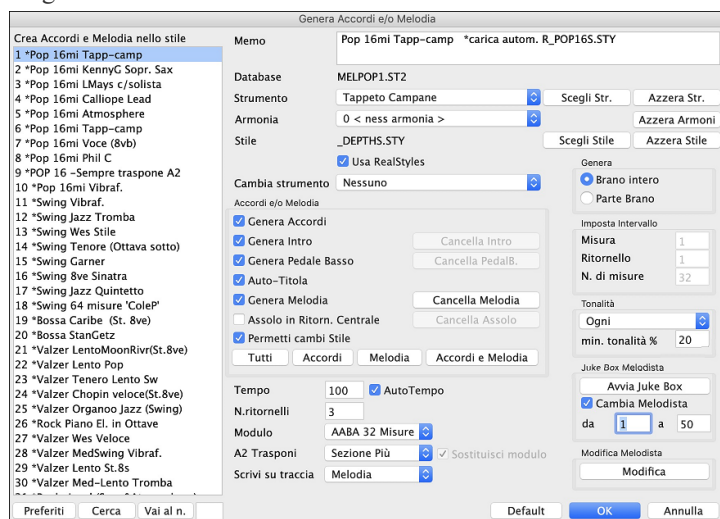 Genera Accordi e/o Melodia
Crea Accordi e Melodia nello stile
1 *Pop 16mi Tapp-camp
2 *Pop 16mi KennyG Sopr. Sax
3 *Pop 16mi LMays c/solista
4 *Pop 16mi Calliope Lead
5 *Pop 16mi Atmosphere
6 *Pop 16mi Tapp-camp
7 *Pop 16mi Voce (8vb)
8 *Pop 16mi Phil C
9 *POP 16 -Sempre traspone A2
10 *Pop 16mi Vibraf.
11 *Swing Vibraf.
12 *Swing Jazz Tromba
13 *Swing Wes Stile
14 *Swing Tenore (Ottava sotto)
15 *Swing Garner
16 *Swing 8ve Sinatra
17 *Swing Jazz Quintetto
18 *Swing 64 misure 'ColeP'
19 *Bossa Caribe (St. 8ve)
20 *Bossa StanGetz
21 *Valzer LentoMoonRivr(St.8ve)
22 *Valzer Lento Pop
23 *Valzer Tenero Lento Sw
24 *Valzer Chopin veloce(St.8ve)
25 *Valzer Organoo Jazz (Swing)
26 *Rock Piano El. in Ottave
27 *Valzer Wes Veloce
28 *Valzer MedSwing Vibraf.
29 *Valzer Lento St.8s
30 *Valzer Med-Lento Tromba
Preferiti Cerca Vai al n.
Memo Pop 16mi Tapp-camp *carica autom. R_POP16S.STY
Database MELPOP1.ST2
Strumento Tappeto Campane Scegli Str. Azzera Str.
Armonia 0 < ness armonia > Azzera Armoni
Stile _DEPTHS.STY Scegli Stile Azzera Stile
Usa RealStyles
Cambia strumento Nessuno
Accordi e/o Melodia
Genera Accordi
Genera Intro Cancella Intro
Genera Pedale Basso Cancella PedalB.
Auto-Titola
Genera Melodia Cancella Melodia
Assolo in Ritorn. Centrale Cancella Assolo
Permetti cambi Stile
Tutti Accordi Melodia Accordi e Melodia
Tempo 100 AutoTempo
N.ritornelli 3
Modulo AABA 32 Misure
A2 Trasponi Sezione Più Sostituisci modulo
Scrivi su traccia Melodia
Genera
Brano intero
Parte Brano
Imposta Intervallo
Misura 1
Ritornello 1
N. di misure 32
Tonalità
Ogni
min. tonalità % 20
Juke Box Melodista
Avvia Juke Box
Cambia Melodista
da 1 a 50
Modifica Melodista
Modifica
Default OK Annulla